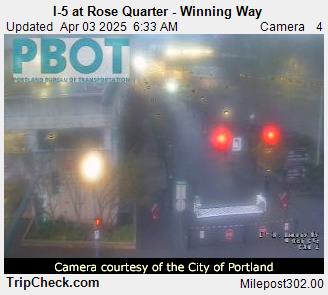 I-5 at Rose Quarter - Winning Way
Updated Apr 03 2025 6:33 AM Camera 4
PBOT
PORTLAND BUREAU OF TRANSPORTATION
Camera courtesy of the City of Portland
TripCheck.com Milepost302.00